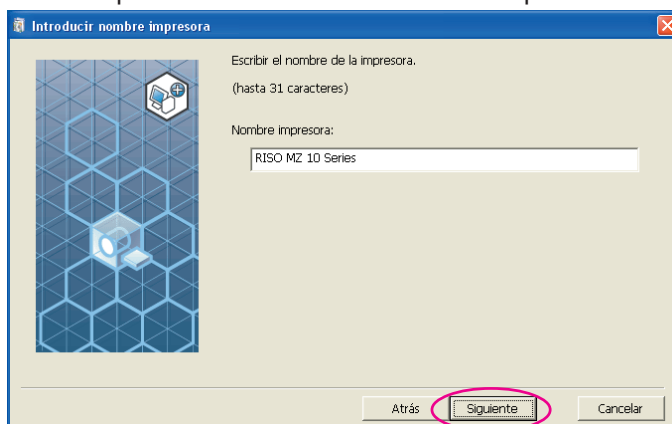 Introducir nombre impresora
Escribir el nombre de la impresora.
(hasta 31 caracteres)
Nombre impresora:
RISO MZ 10 Series
Atrás Siguiente Cancelar